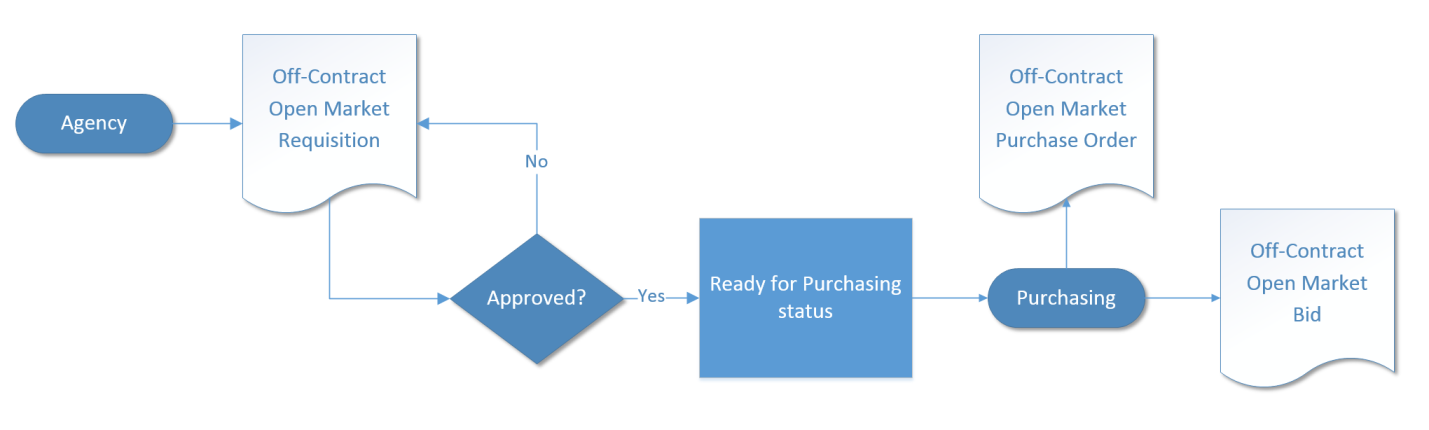 Agency
Off-Contract
Open Market
Requisition
No
Approved?
Yes
Ready for Purchasing
status
Off-Contract
Open Market
Purchase Order
Purchasing
Off-Contract
Open Market
Bid